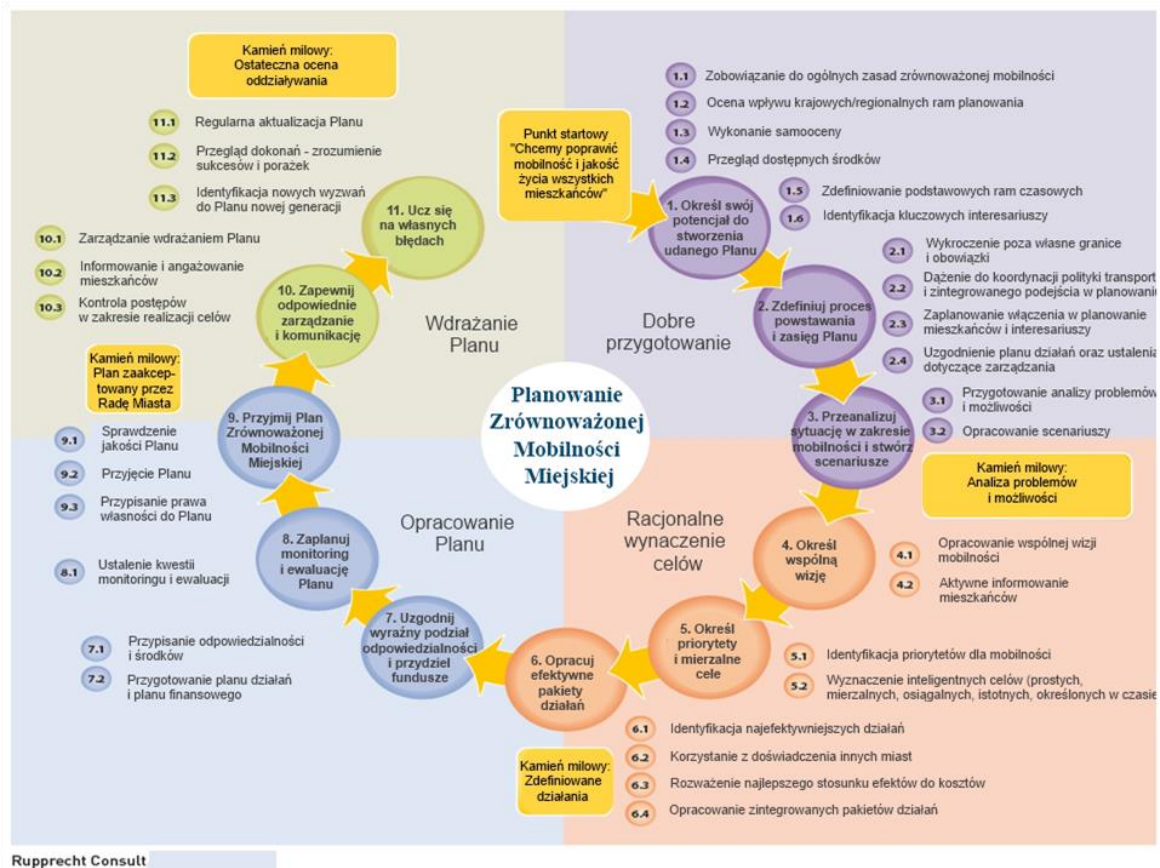 Kamień milowy:
Ostateczna ocena
oddziaływania
11.1 Regularna aktualizacja Planu
11.2 Przegląd dokonań - zrozumienie
sukcesów i porażek
11.3 Identyfikacja nowych wyzwań
do Planu nowej generacji
10.1 Zarządzanie wdrażaniem Planu
10.2 Informowanie i angażowanie
mieszkańców
10.3 Kontrola postępów
w zakresie realizacji celów
Kamień milowy:
Plan zaakcep-
towany przez
Radę Miasta
11. Ucz się
na własnych
błędach
10. Zapewnij
odpowiednie
zarządzanie
i komunikację
Wdrażanie
Planu
Punkt startowy
"Chcemy poprawić
mobilność i jakość
życia wszystkich
mieszkańców"
1.1 Zobowiązanie do ogólnych zasad zrównoważonej mobilności
1.2 Ocena wpływu krajowych/regionalnych ram planowania
1.3 Wykonanie samooceny
1.4 Przegląd dostępnych środków
1.5 Zdefiniowanie podstawowych ram czasowych
1.6 Identyfikacja kluczowych interesariuszy
1. Określ swój
potencjał do
stworzenia
udanego Planu
2.1 Wykroczenie poza własne granice
i obowiązki
2.2 Dążenie do koordynacji polityki transport
i zintegrowanego podejścia w planowaniu
2.3 Zaplanowanie włączenia w planowanie
mieszkańców i interesariuszy
2.4 Uzgodnienie planu działań oraz ustalenia
dotyczące zarządzania
2. Zdefiniuj proces
powstawania
i zasięg Planu
Dobre
przygotowanie
3.1 Przygotowanie analizy problemów
i możliwości
3.2 Opracowanie scenariuszy
3. Przeanalizuj
sytuację w zakresie
mobilności i stwórz
scenariusze
Kamień milowy:
Analiza problemów
i możliwości
Planowanie
Zrównoważonej
Mobilności
Miejskiej
Racjonalne
wynaczenie
celów
4. Określ
wspólną
wizję
4.1 Opracowanie wspólnej wizji
mobilności
4.2 Aktywne informowanie
mieszkańców
5. Określ
priorytety
i mierzalne
cele
5.1 Identyfikacja priorytetów dla mobilności
5.2 Wyznaczenie inteligentnych celów (prostych,
mierzalnych, osiągalnych, istotnych, określonych w czasie
6. Opracuj
efektywne
pakiety
działań
6.1 Identyfikacja najefektywniejszych działań
6.2 Korzystanie z doświadczenia innych miast
6.3 Rozważenie najlepszego stosunku efektów do kosztów
6.4 Opracowanie zintegrowanych pakietów działań
Kamień milowy:
Zdefiniowane
działania
Opracowanie
Planu
7. Uzgodnij
wyraźny podział
odpowiedzialności
i przydziel
fundusze
7.1 Przypisanie odpowiedzialności
i środków
7.2 Przygotowanie planu działań
i planu finansowego
8. Zaplanuj
monitoring
i ewaluację
Planu
8.1 Ustalenie kwestii
monitoringu i ewaluacji
9. Przyjmij Plan
Zrównoważonej
Mobilności
Miejskiej
9.1 Sprawdzenie
jakości Planu
9.2 Przyjęcie Planu
9.3 Przypisanie prawa
własności do Planu
Rupprecht Consult